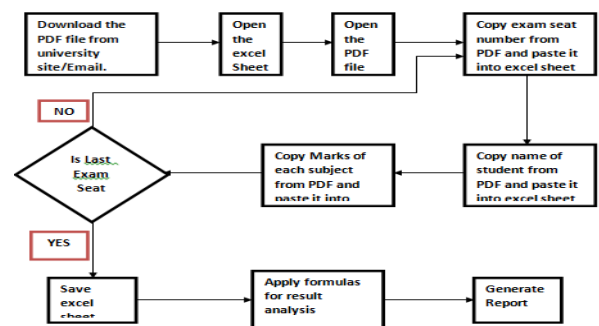 Download the
PDF file from
university
site/Email.
Open
the
excel
Sheet
Open
the
PDF
file
Copy exam seat
number from
PDF and paste it
into excel sheet
NO
Is Last
Exam
Seat
Copy Marks of
each subject
from PDF and
paste it into
Copy name of
student from
PDF and paste it
into excel sheet
YES
Save
excel
sheet
Apply formulas
for result
analysis
Generate
Report